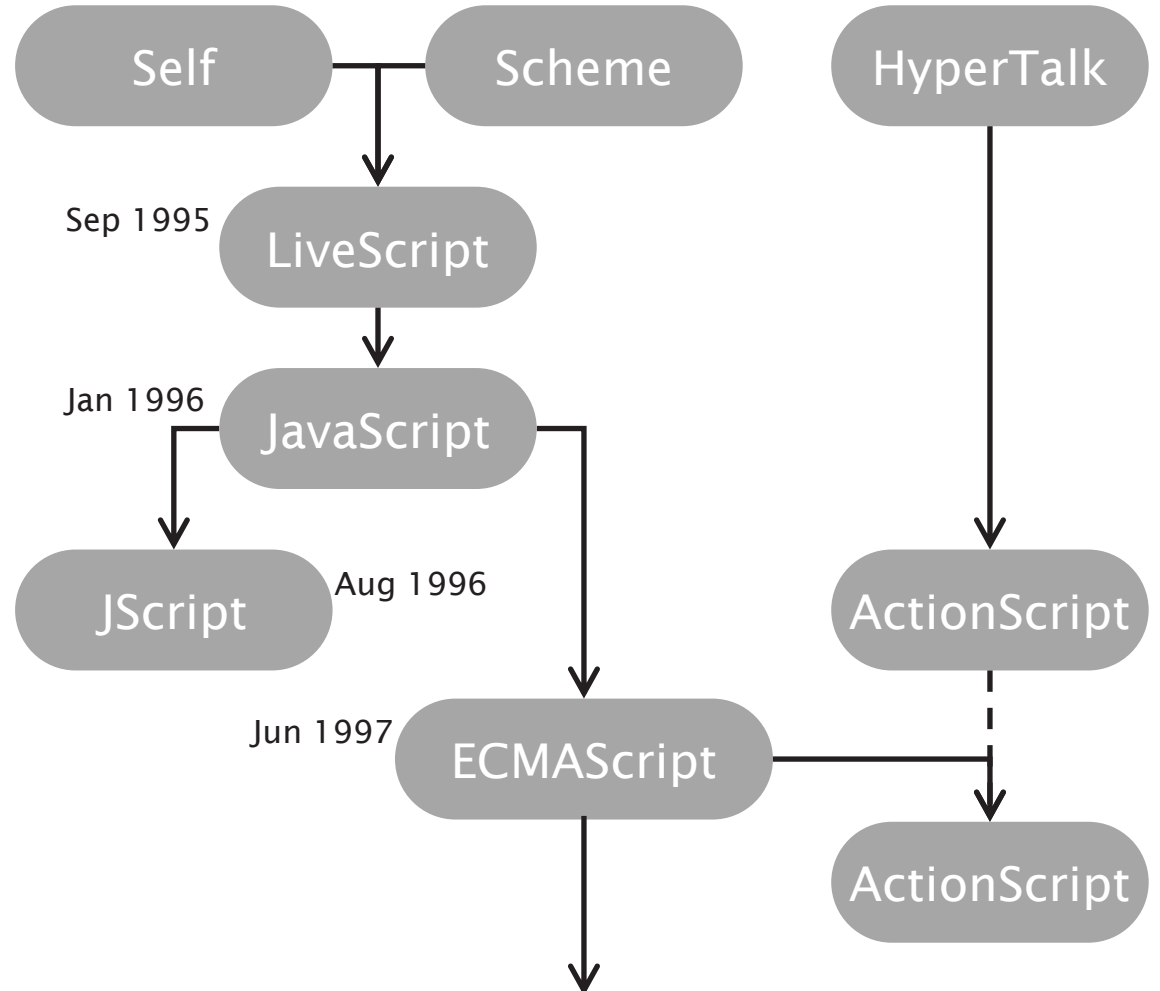 Self
Scheme
HyperTalk
Sep 1995
LiveScript
Jan 1996
JavaScript
JScript
Aug 1996
ActionScript
Jun 1997
ECMAScript
ActionScript